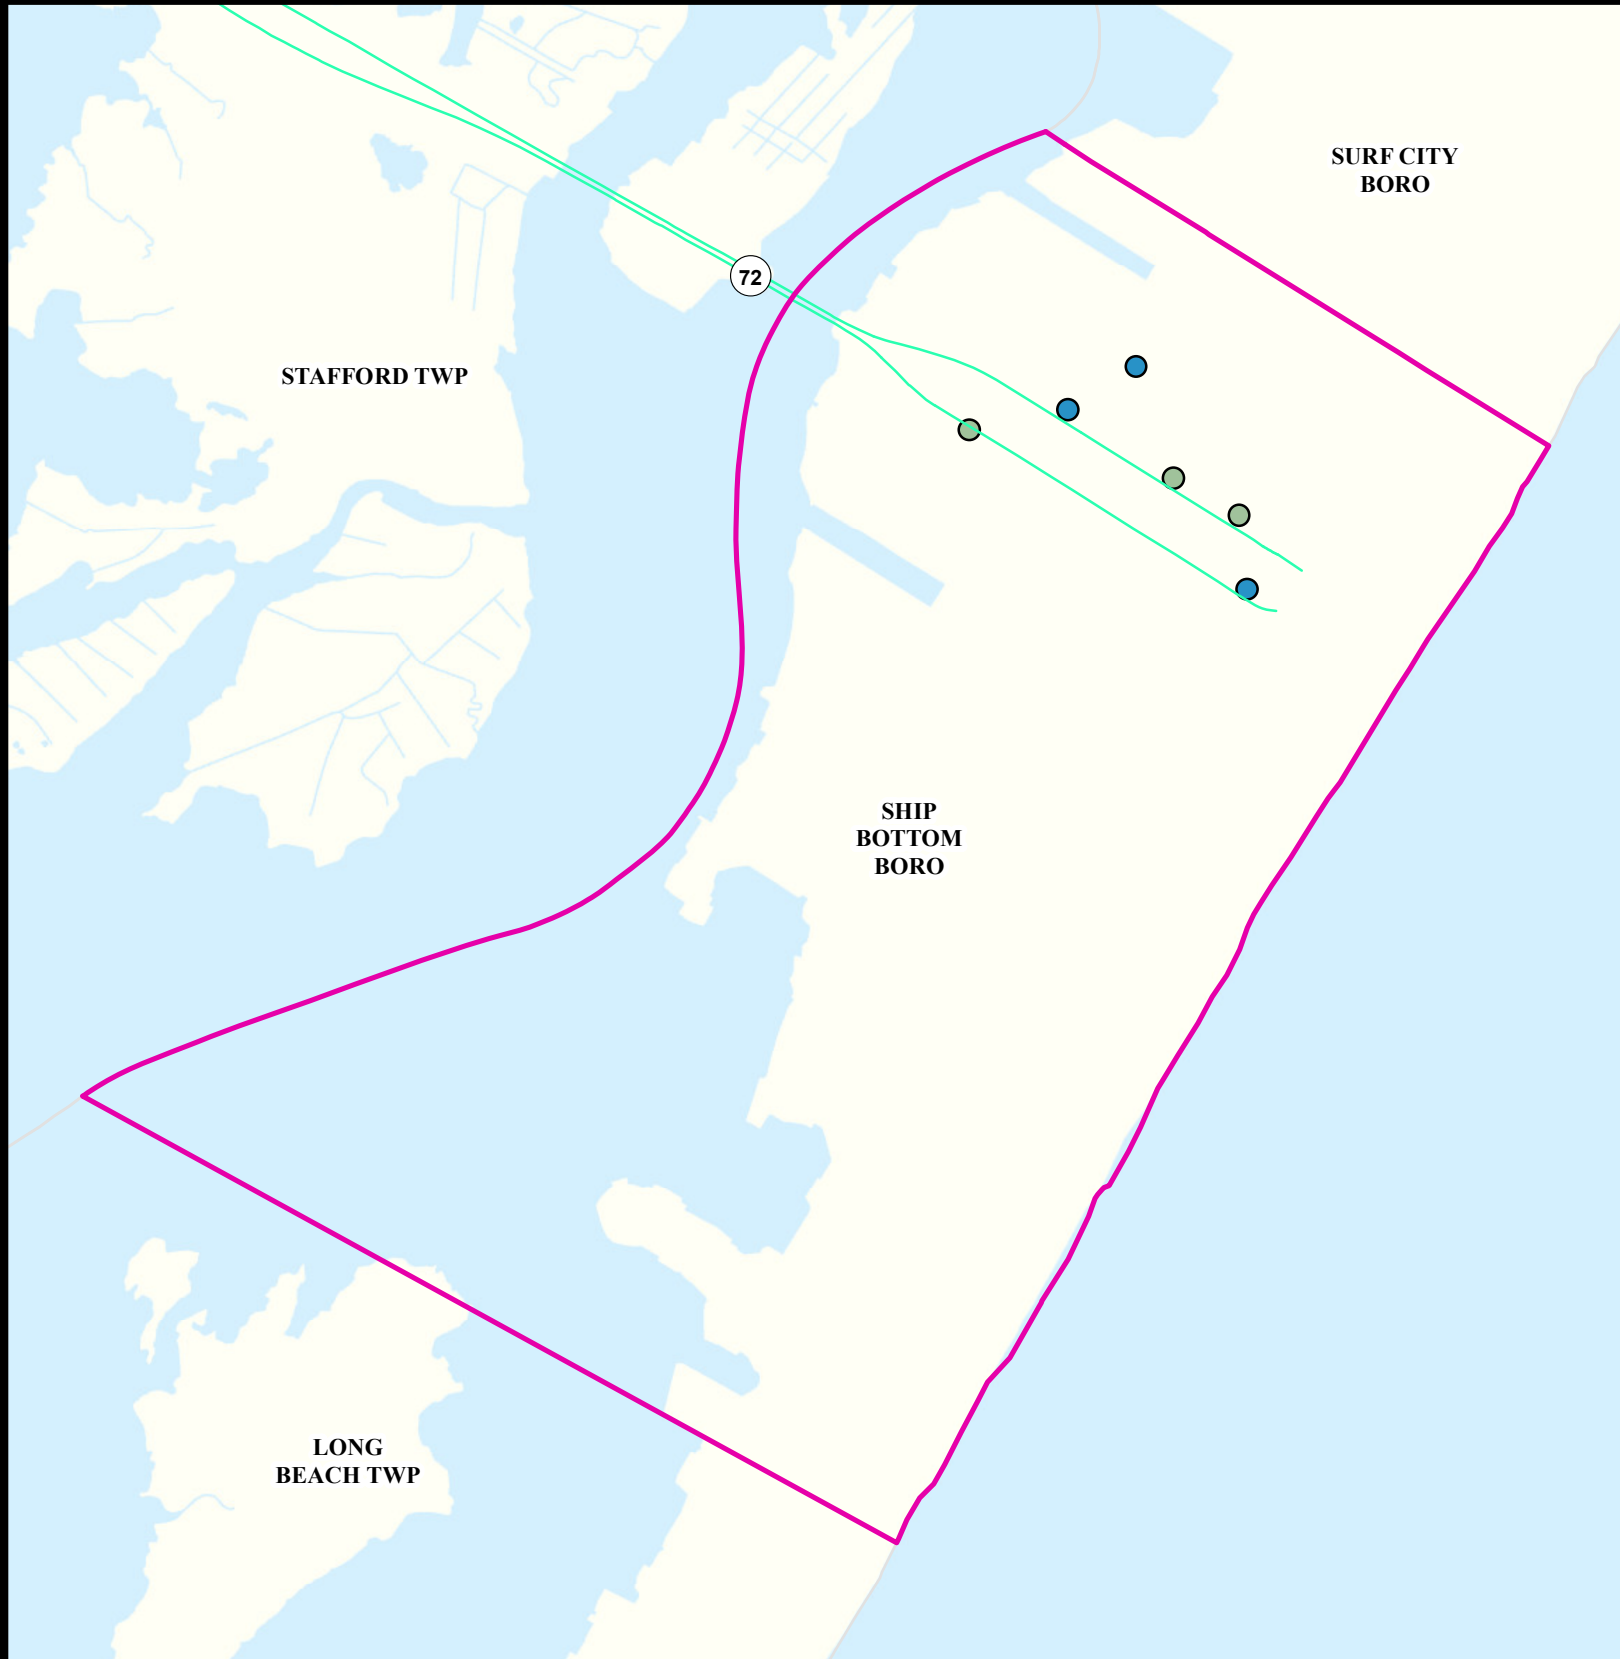 SURF CITY
BORO
72
STAFFORD TWP
SHIP
BOTTOM
BORO
LONG
BEACH TWP